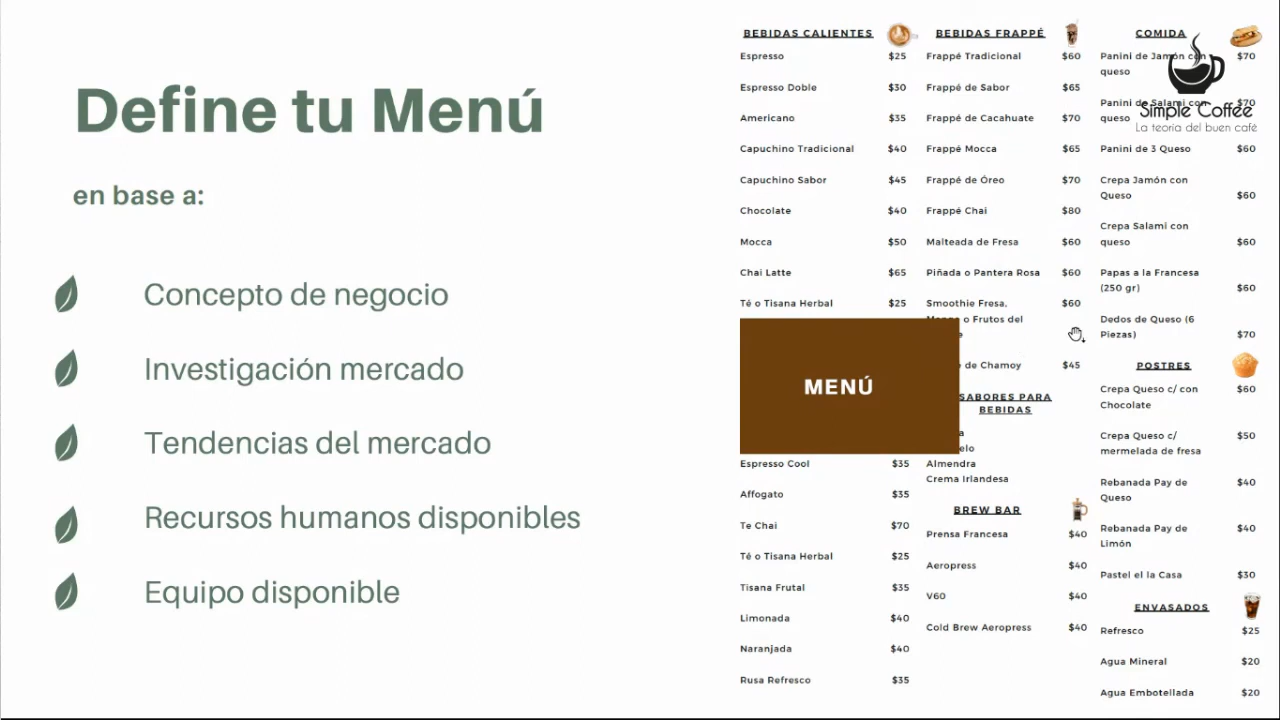 Define tu Menú
en base a:
Concepto de negocio
Investigación mercado
Tendencias del mercado
Recursos humanos disponibles
Equipo disponible
BEBIDAS CALIENTES
Espresso $25
Espresso Doble $30
Americano $35
Capuchino Tradicional $40
Capuchino Sabor $45
Chocolate $40
Mocca $50
Chai Latte $65
Té o Tisana Herbal $25
MENÚ
Espresso Cool $35
Affogato $35
Te Chai $70
Té o Tisana Herbal $25
Tisana Frutal $35
Limonada $40
Naranjada $40
Rusa Refresco $35
BEBIDAS FRAPPÉ
Frappé Tradicional $60
Frappé de Sabor $65
Frappé de Cacahuate $70
Frappé Mocca $65
Frappé de Óreo $70
Frappé Chai $80
Malteada de Fresa $60
Piñada o Pantera Rosa $60
Smoothie Fresa, $60
o Frutos del
de Chamoy $45
SABORES PARA
BEBIDAS
Almendra
Crema Irlandesa
BREW BAR
Prensa Francesa $40
Aeropress $40
V60 $40
Cold Brew Aeropress $40
COMIDA
Panini de Jamón con $70
queso
Panini de Salami con $70
queso
Panini de 3 Queso $60
Crepa Jamón con
Queso $60
Crepa Salami con
queso $60
Papas a la Francesa
(250 gr) $60
Dedos de Queso (6
Piezas) $70
POSTRES
Crepa Queso c/ con $60
Chocolate
Crepa Queso c/ $50
mermelada de fresa
Rebanada Pay de $40
Queso
Rebanada Pay de $40
Limón
Pastel el la Casa $30
ENVASADOS
Refresco $25
Agua Mineral $20
Agua Embotellada $20
Simple Coffee
La teoría del buen café